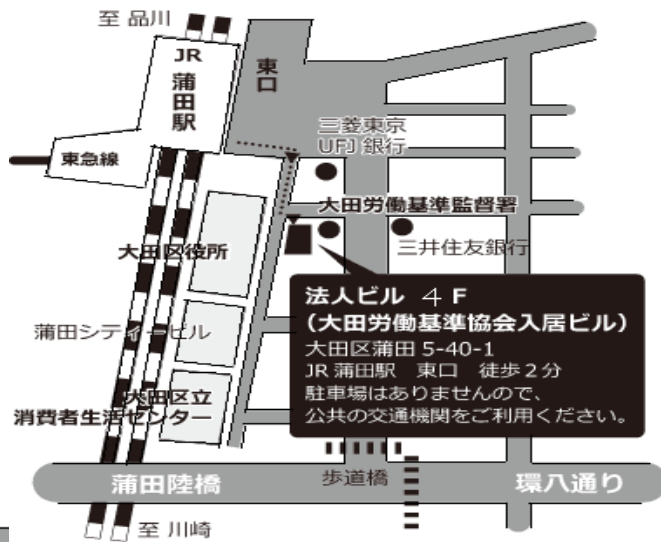 至 品川
JR
蒲田駅
東口
三菱東京
UFJ 銀行
東急線
大田労働基準監督署
大田区役所
三井住友銀行
法人ビル 4 F
(大田労働基準協会入居ビル)
大田区蒲田 5-40-1
JR 蒲田駅　東口　徒歩 2 分
駐車場はありませんので、
公共の交通機関をご利用ください。
蒲田シティービル
大田区立
消費者生活センター
歩道橋
蒲田陸橋
環八通り
至 川崎